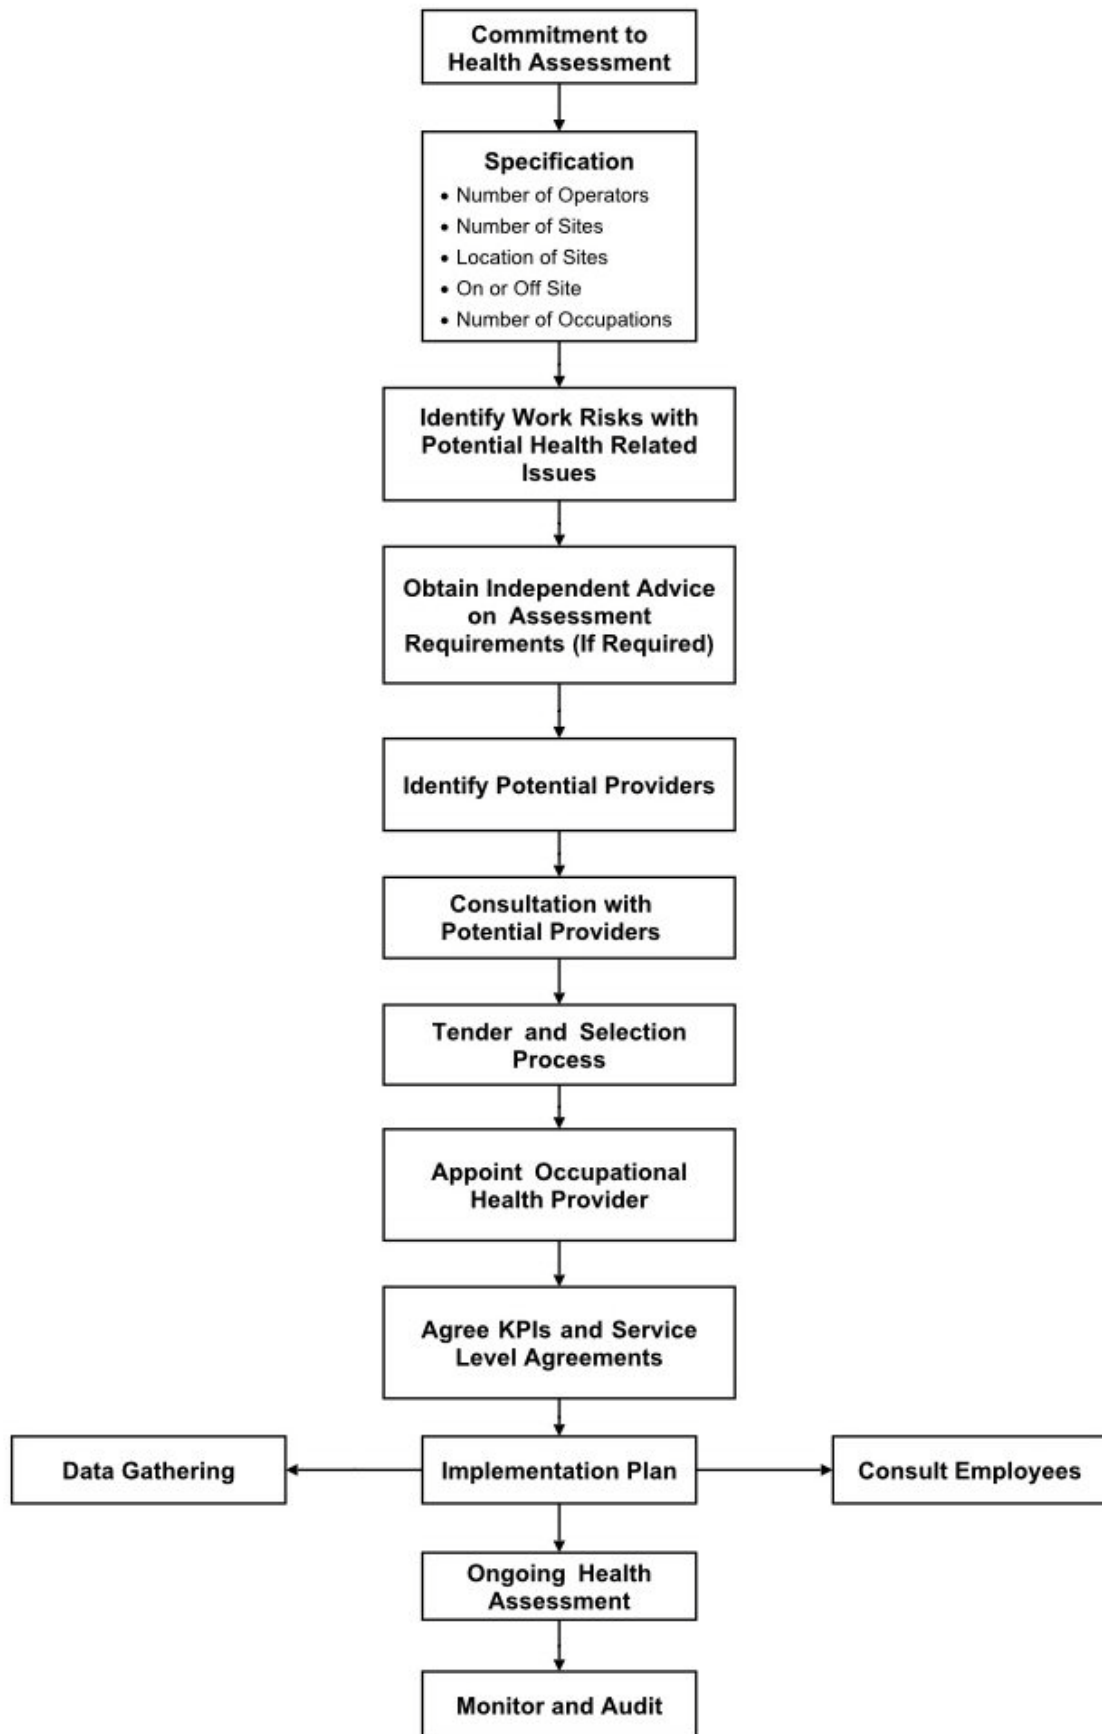 Commitment to
Health Assessment
Specification
• Number of Operators
• Number of Sites
• Location of Sites
• On or Off Site
• Number of Occupations
Identify Work Risks with
Potential Health Related
Issues
Obtain Independent Advice
on Assessment
Requirements (If Required)
Identify Potential Providers
Consultation with
Potential Providers
Tender and Selection
Process
Appoint Occupational
Health Provider
Agree KPIs and Service
Level Agreements
Data Gathering
Implementation Plan
Consult Employees
Ongoing Health
Assessment
Monitor and Audit